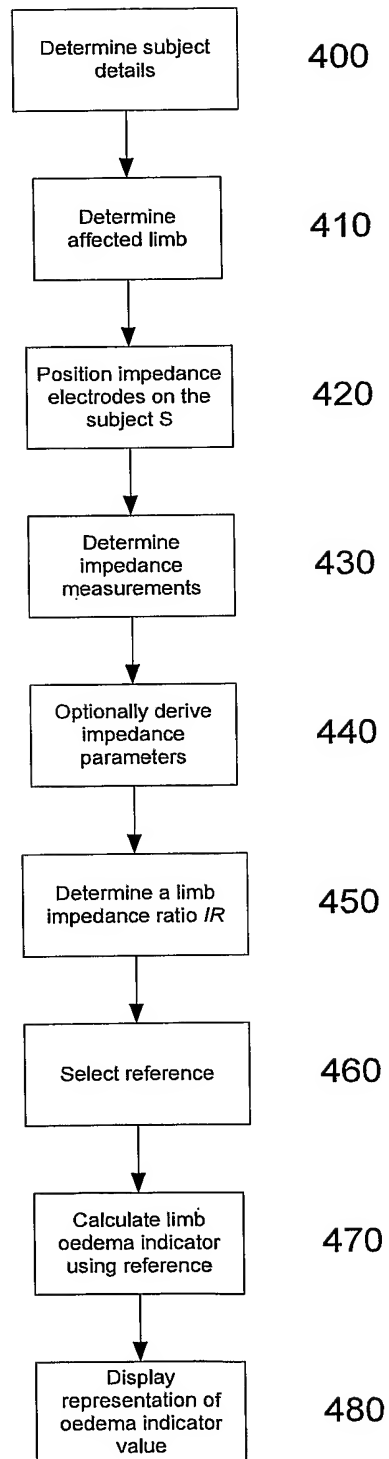 Determine subject
details
400
Determine
affected limb
410
Position impedance
electrodes on the
subject S
420
Determine
impedance
measurements
430
Optionally derive
impedance
parameters
440
Determine a limb
impedance ratio IR
450
Select reference
460
Calculate limb
oedema indicator
using reference
470
Display
representation of
oedema indicator
value
480